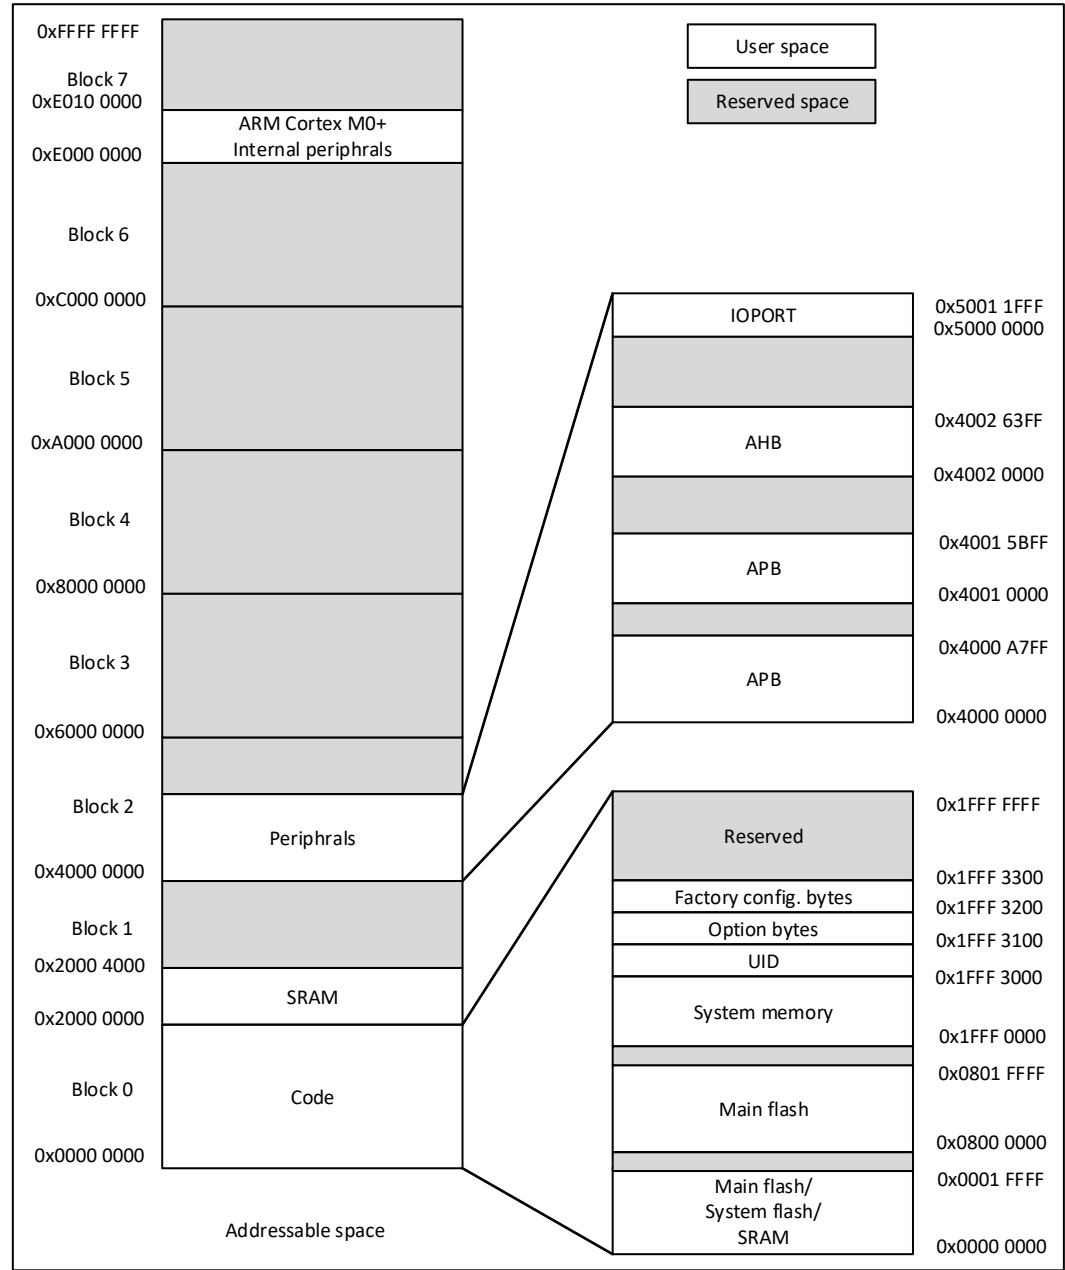 0xFFFF FFFF
Block 7
0xE010 0000
ARM Cortex M0+
Internal periphrals
0xE000 0000
Block 6
0xC000 0000
Block 5
0xA000 0000
Block 4
0x8000 0000
Block 3
0x6000 0000
Block 2
Periphrals
0x4000 0000
Block 1
0x2000 4000
SRAM
0x2000 0000
Block 0
Code
0x0000 0000
Addressable space
User space
Reserved space
IOPORT
0x5001 1FFF
0x5000 0000
0x4002 63FF
AHB
0x4002 0000
0x4001 5BFF
APB
0x4001 0000
0x4000 A7FF
APB
0x4000 0000
0x1FFF FFFF
Reserved
0x1FFF 3300
Factory config. bytes
0x1FFF 3200
Option bytes
0x1FFF 3100
UID
0x1FFF 3000
System memory
0x1FFF 0000
0x0801 FFFF
Main flash
0x0800 0000
0x0001 FFFF
Main flash/
System flash/
SRAM
0x0000 0000